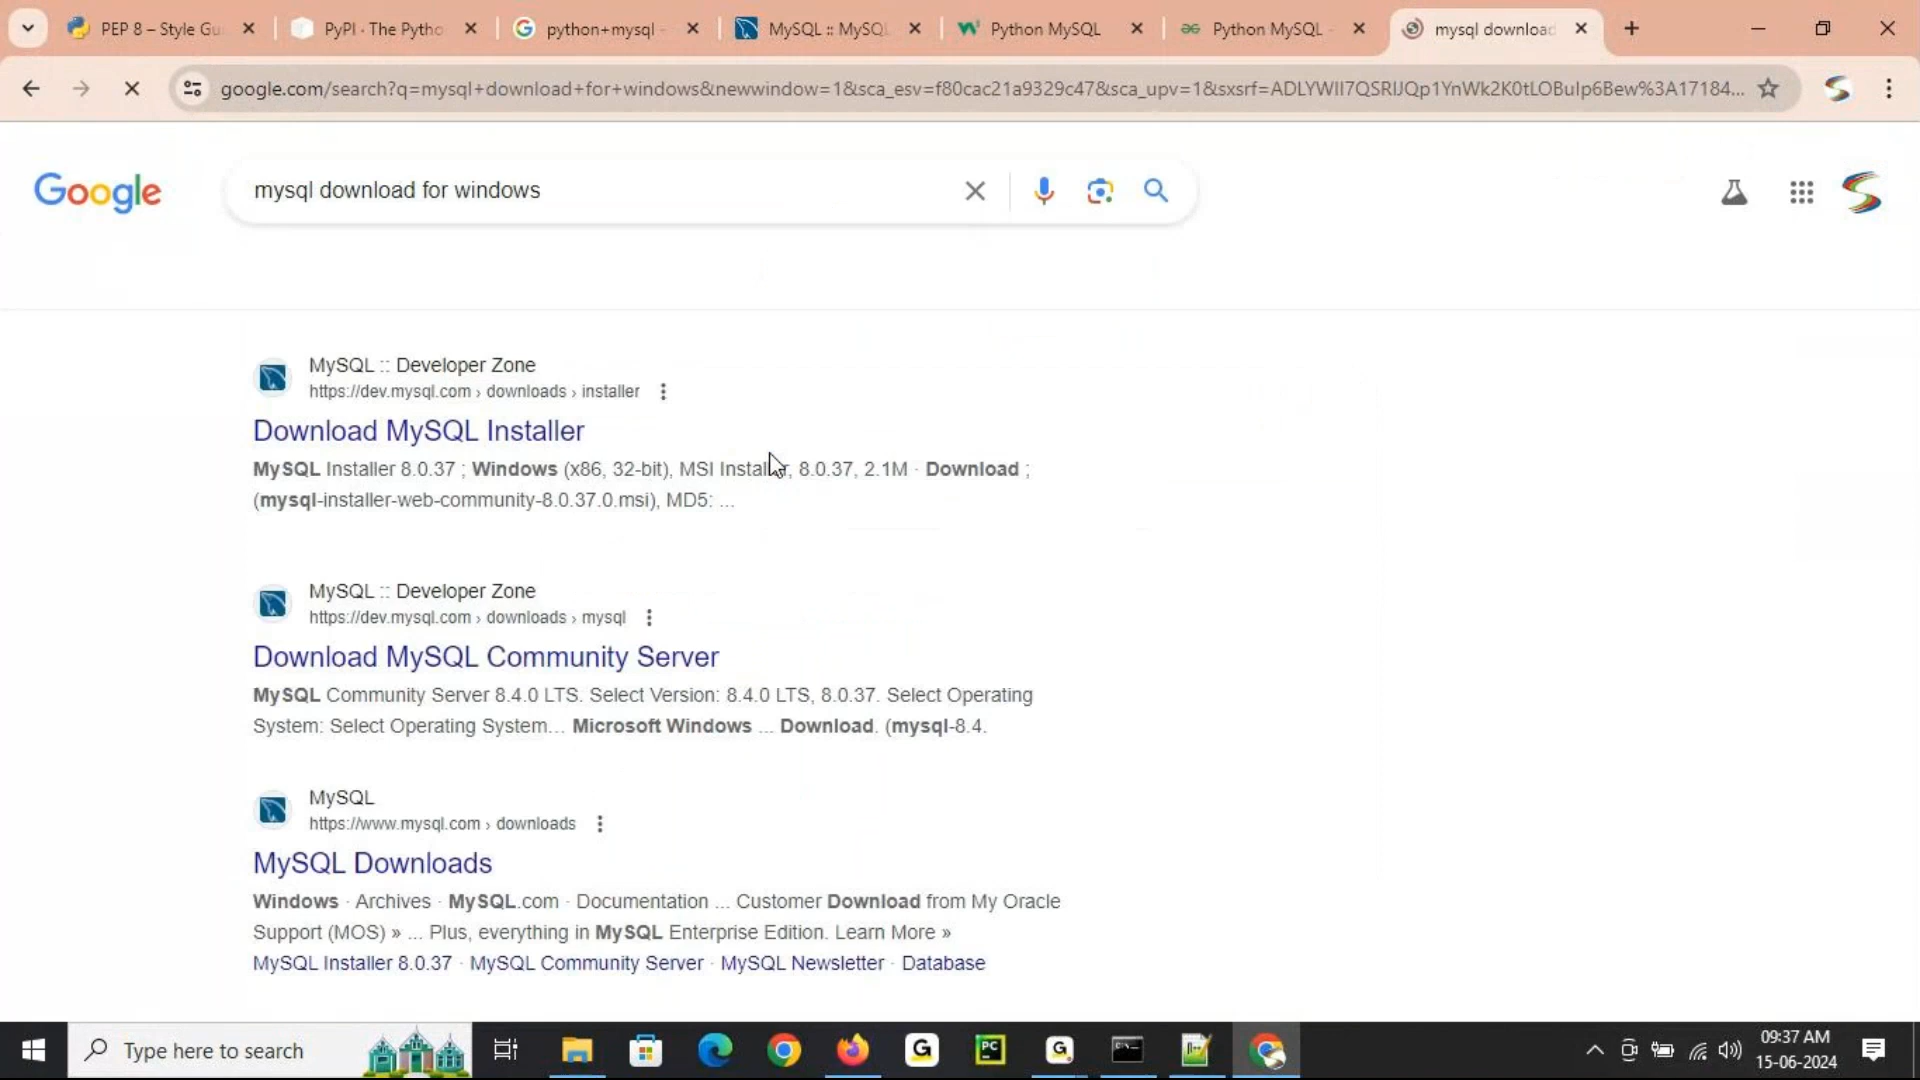 PEP 8 – Style Gu
PyPI · The Pytho
python+mysql -
MySQL :: MySQL
Python MySQL
Python MySQL -
mysql download
google.com/search?q=mysql+download+for+windows&newwindow=1&sca_esv=f80cac21a9329c47&sca_upv=1&sxsrf=ADLYWII7QSRIJQp1YnWk2K0tLOBuIp6Bew%3A17184...
Google
mysql download for windows
MySQL :: Developer Zone
https://dev.mysql.com › downloads › installer
Download MySQL Installer
MySQL Installer 8.0.37 ; Windows (x86, 32-bit), MSI Installer, 8.0.37, 2.1M · Download ;
(mysql-installer-web-community-8.0.37.0.msi), MD5: ...
MySQL :: Developer Zone
https://dev.mysql.com › downloads › mysql
Download MySQL Community Server
MySQL Community Server 8.4.0 LTS. Select Version: 8.4.0 LTS, 8.0.37. Select Operating
System: Select Operating System… Microsoft Windows ... Download. (mysql-8.4.
MySQL
https://www.mysql.com › downloads
MySQL Downloads
Windows · Archives · MySQL.com · Documentation ... Customer Download from My Oracle
Support (MOS) » ... Plus, everything in MySQL Enterprise Edition. Learn More »
MySQL Installer 8.0.37 · MySQL Community Server · MySQL Newsletter · Database
Type here to search
G
PC
G
09:37 AM
15-06-2024